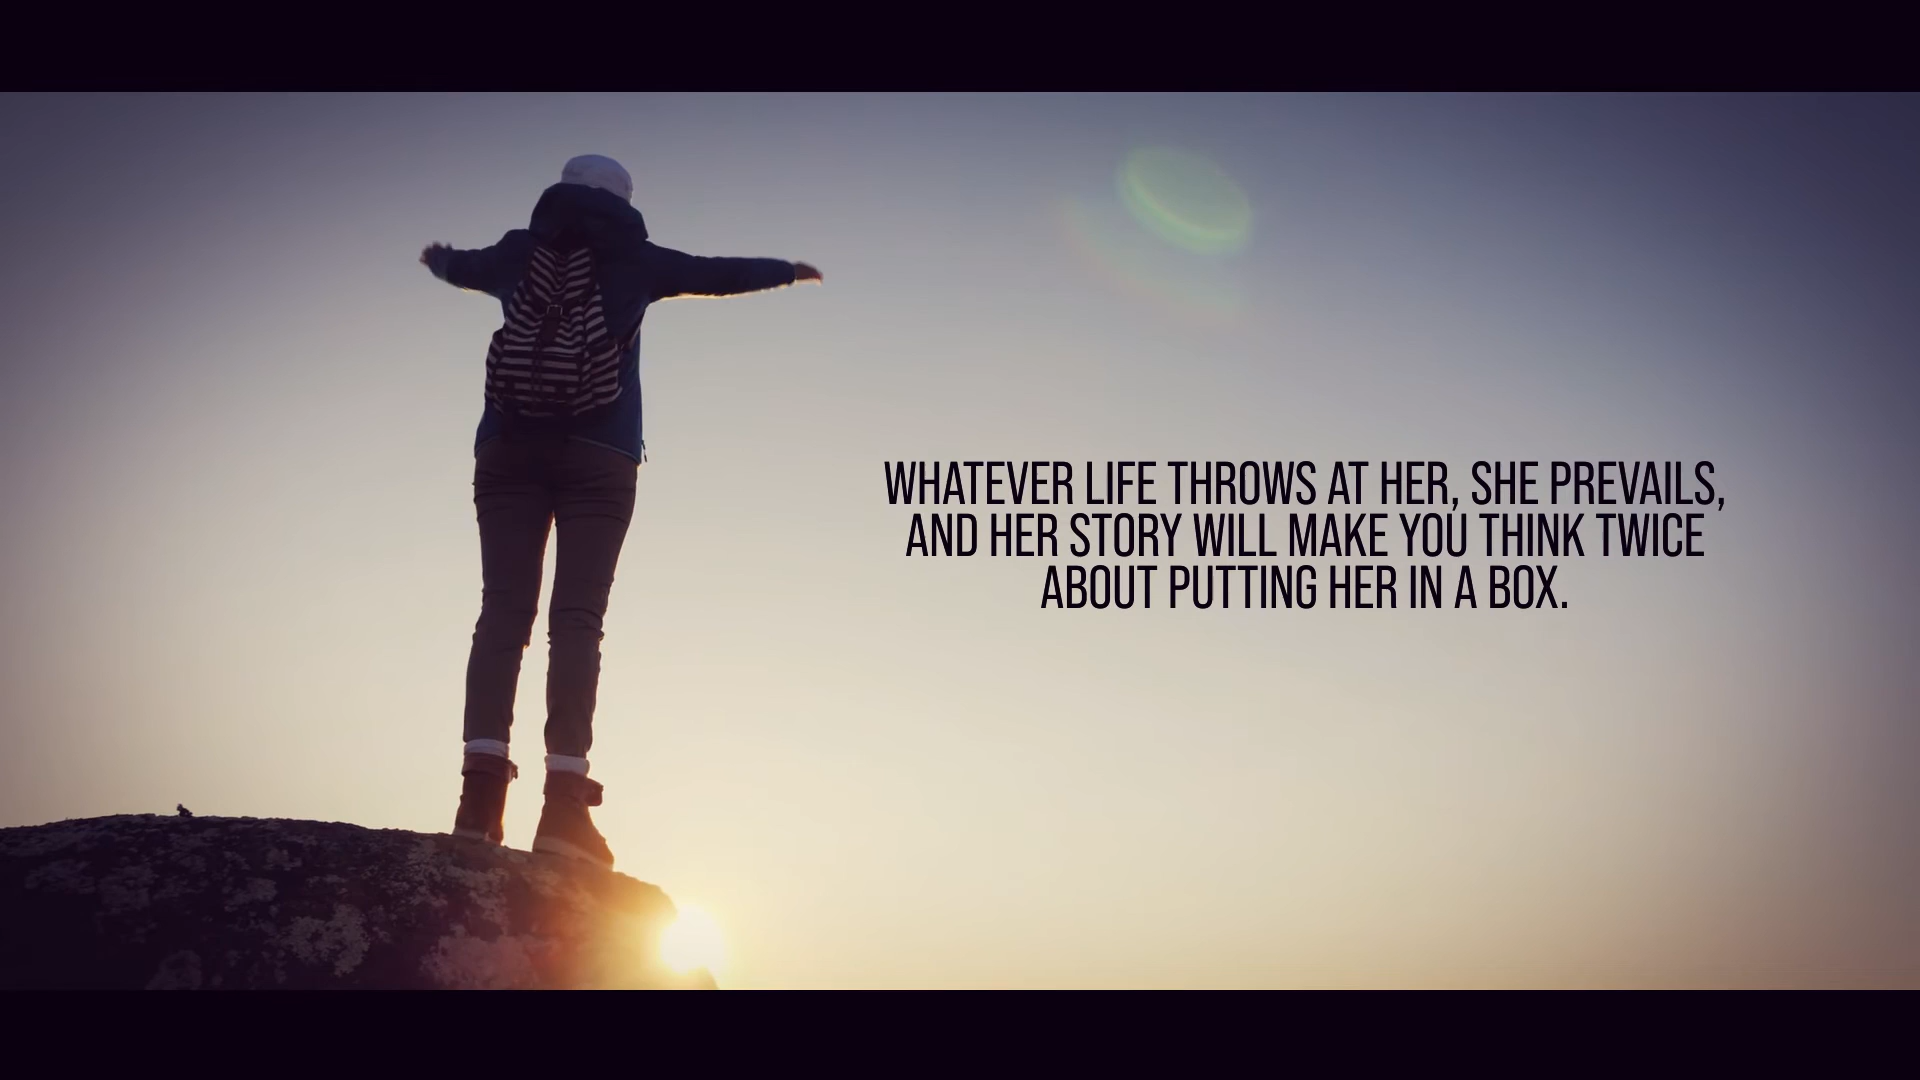 WHATEVER LIFE THROWS AT HER, SHE PREVAILS,
AND HER STORY WILL MAKE YOU THINK TWICE
ABOUT PUTTING HER IN A BOX.